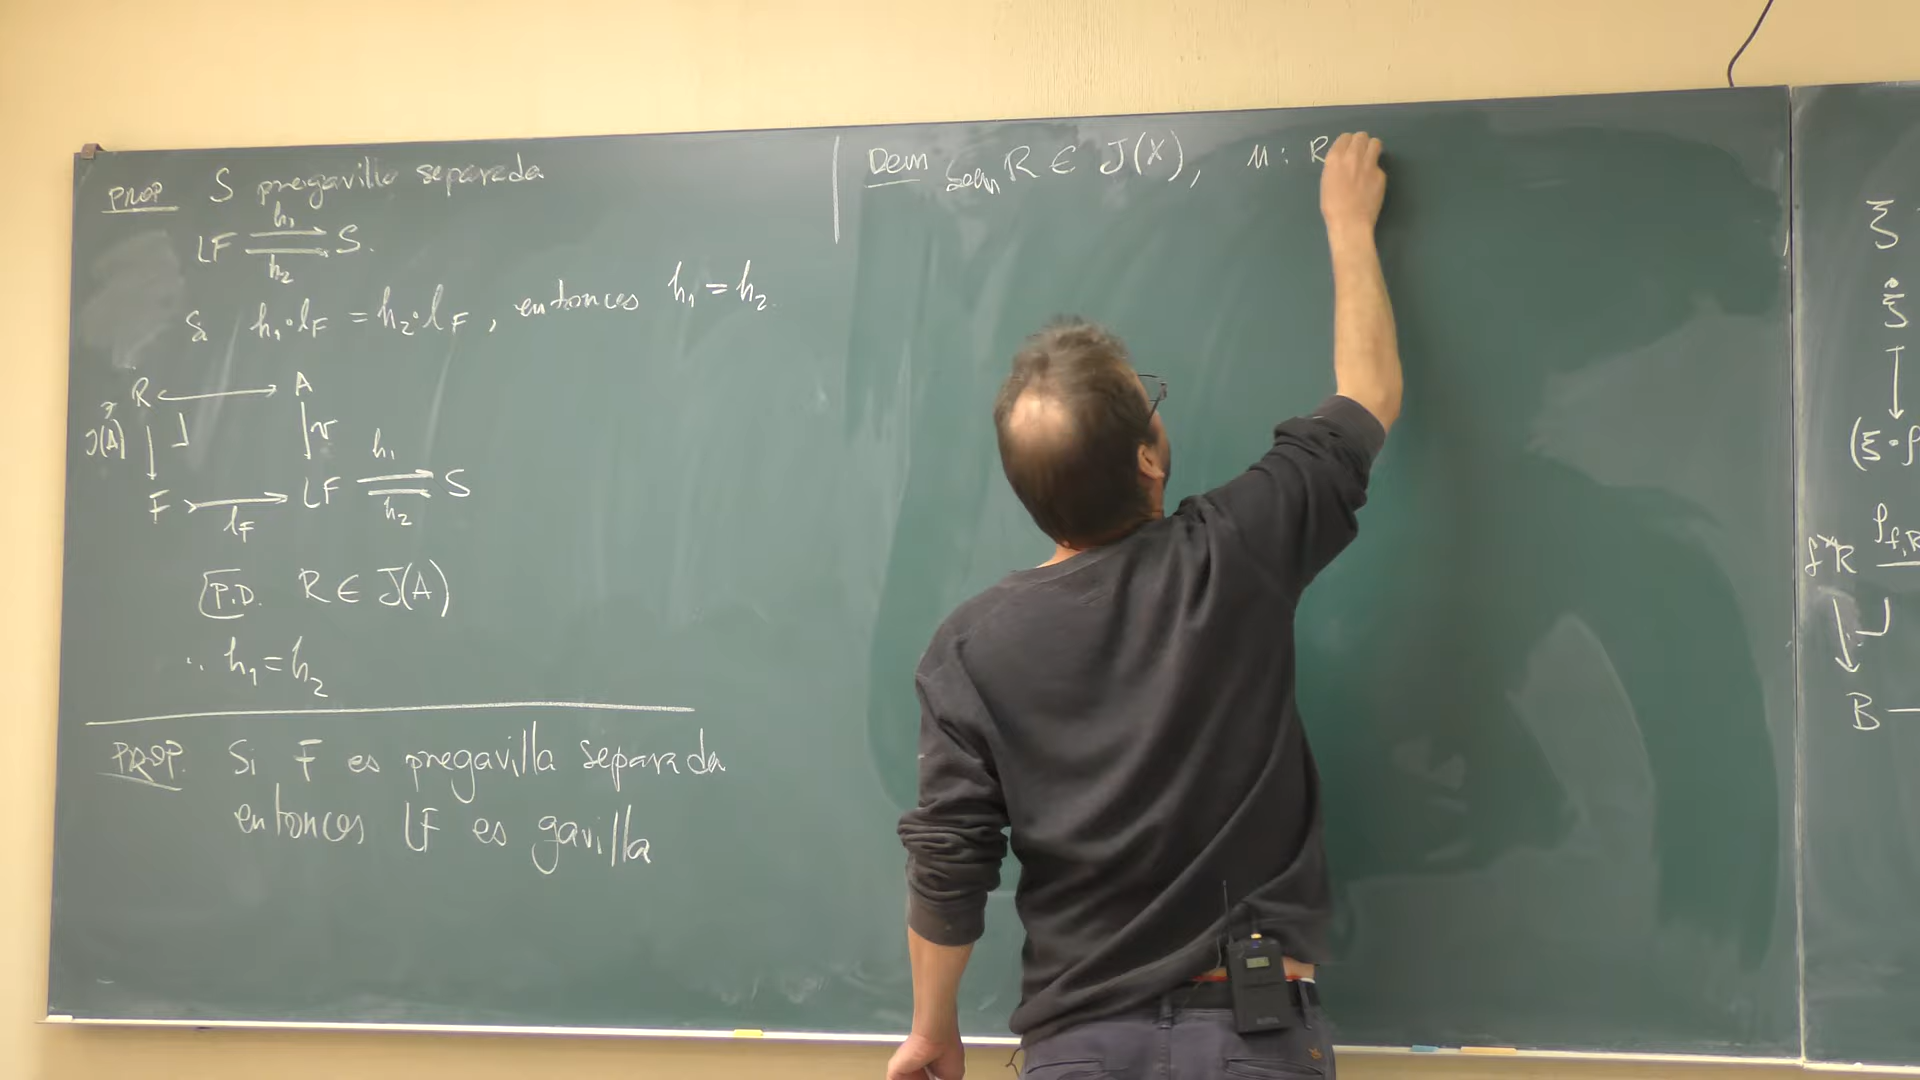 PROP S pregavilla separada
h₁
LF ⇉ S.
h₂
Si h₁·l_F = h₂·l_F, entonces h₁ = h₂
R ↪ A
J(A)
r h₁
F ↣ LF ⇉ S
l_F h₂
P.D. R ∈ J(A)
∴ h₁ = h₂
PROP. Si F es pregavilla separada
entonces LF es gavilla
Dem Sean R ∈ J(X), u : R
ξ
ξ
↓
(ξ·ρ
ρ_{f,R}
f*R
B